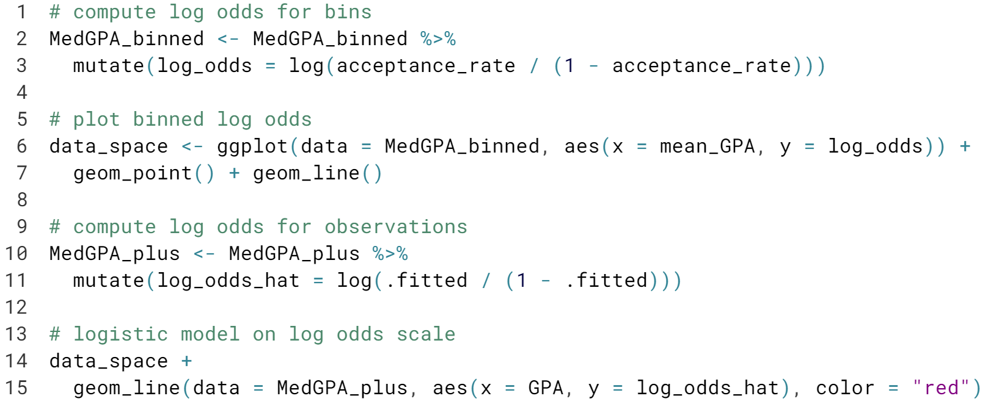 1 # compute log odds for bins
2 MedGPA_binned <- MedGPA_binned %>%
3   mutate(log_odds = log(acceptance_rate / (1 - acceptance_rate)))
4
5 # plot binned log odds
6 data_space <- ggplot(data = MedGPA_binned, aes(x = mean_GPA, y = log_odds)) +
7   geom_point() + geom_line()
8
9 # compute log odds for observations
10 MedGPA_plus <- MedGPA_plus %>%
11   mutate(log_odds_hat = log(.fitted / (1 - .fitted)))
12
13 # logistic model on log odds scale
14 data_space +
15   geom_line(data = MedGPA_plus, aes(x = GPA, y = log_odds_hat), color = "red")